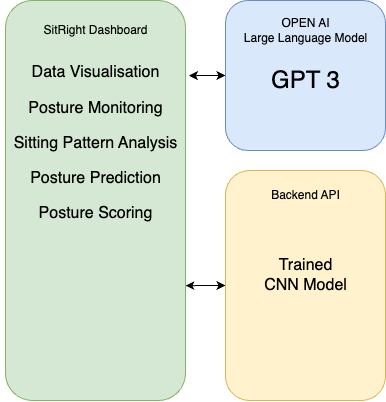 SitRight Dashboard
Data Visualisation
Posture Monitoring
Sitting Pattern Analysis
Posture Prediction
Posture Scoring
OPEN AI
Large Language Model
GPT 3
Backend API
Trained
CNN Model